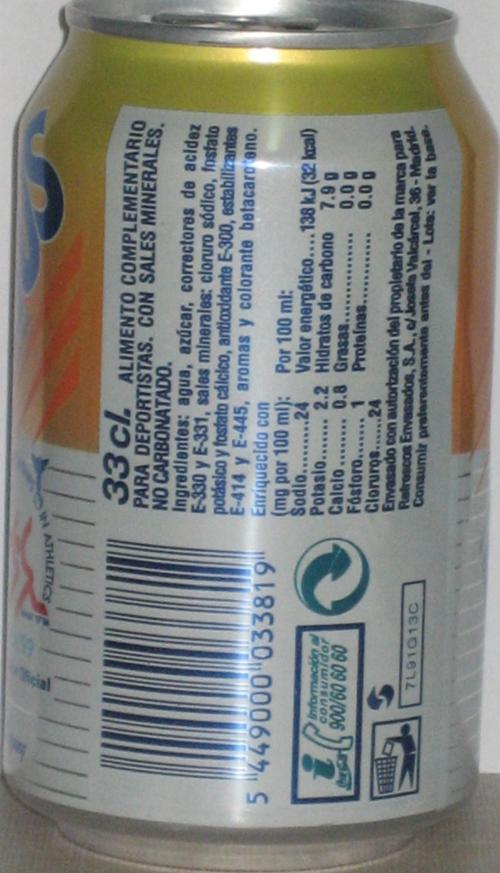 33 cl. ALIMENTO COMPLEMENTARIO
PARA DEPORTISTAS. CON SALES MINERALES.
NO CARBONATADO.
Ingredientes: agua, azúcar, correctores de acidez
E-330 y E-331, sales minerales: cloruro sódico, fosfato
potásico y fosfato cálcico, antioxidante E-300, estabilizantes
E-414 y E-445, aromas y colorante betacaroteno.
Enriquecido con
(mg por 100 ml):
Sodio........24
Potasio.... 2.2
Calcio ..... 0.8
Fósforo..... 1
Cloruros....24
Por 100 ml:
Valor energético.....138 kJ (32 kcal)
Hidratos de carbono 7.9 g
Grasas............... 0.0 g
Proteínas............ 0.0 g
Envasado con autorización del propietario de la marca para
Refrescos Envasados, S.A., c/ Josefa Valcárcel, 36 - Madrid.
Consumir preferentemente antes del - Lote: ver la base.
5 449000 033819
Información al
consumidor
900/60 60 60
7L91G13C
ATHLETICS